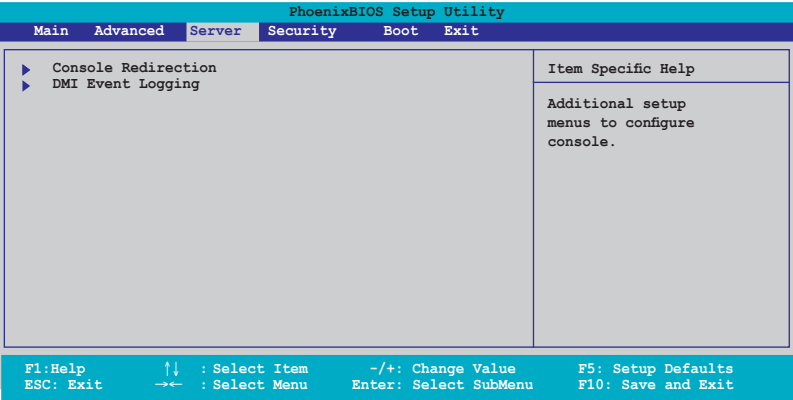 PhoenixBIOS Setup Utility
Main Advanced Server Security Boot Exit
Console Redirection
DMI Event Logging
Item Specific Help
Additional setup
menus to configure
console.
F1:Help ↑↓ : Select Item -/+: Change Value F5: Setup Defaults
ESC: Exit →← : Select Menu Enter: Select SubMenu F10: Save and Exit